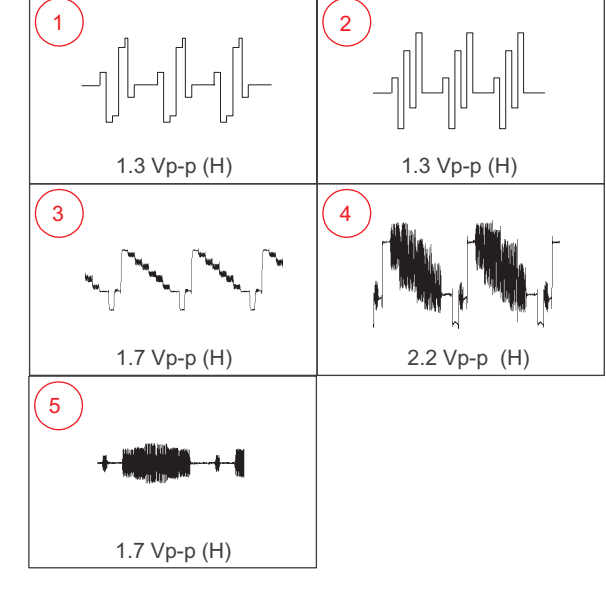 1
2
1.3 Vp-p (H)
1.3 Vp-p (H)
3
4
1.7 Vp-p (H)
2.2 Vp-p (H)
5
1.7 Vp-p (H)